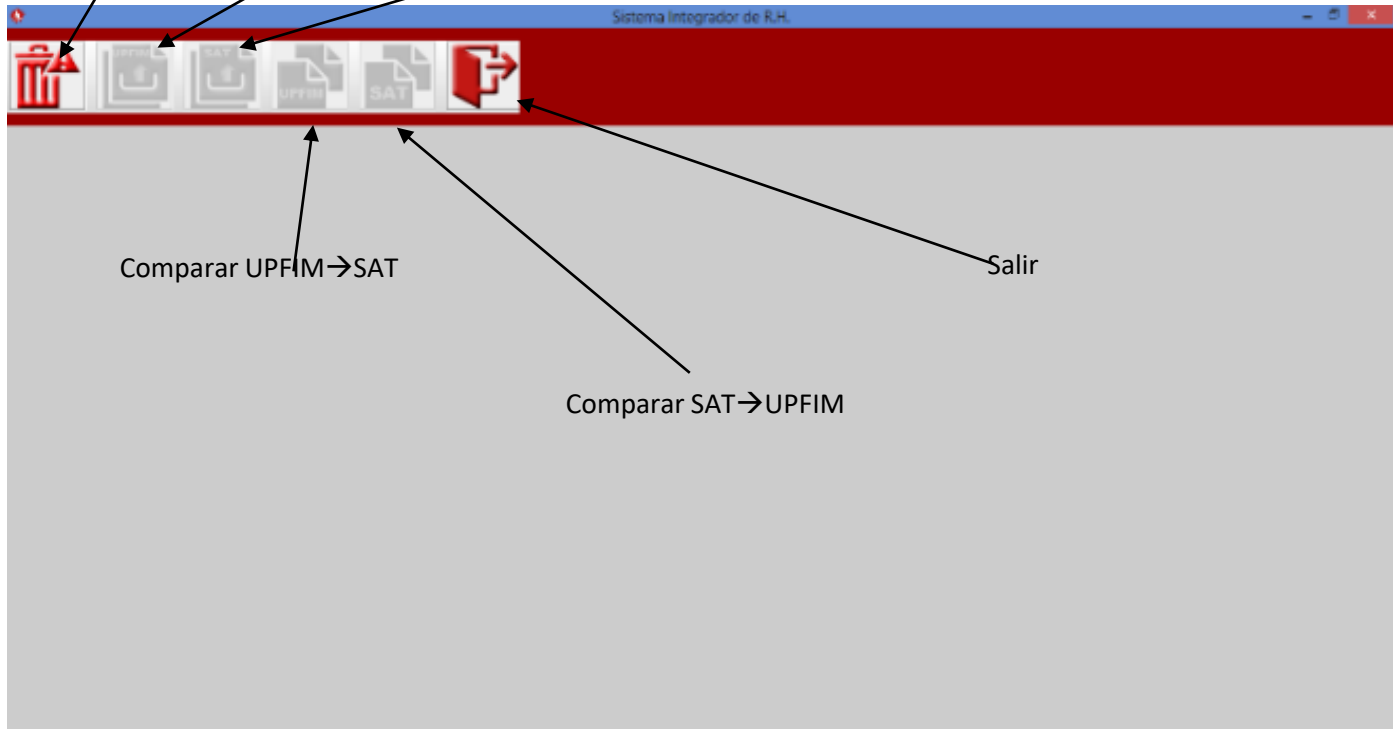 Sistema Integrador de R.H.
UPFIM
SAT
UPFIM
SAT
Comparar UPFIM→SAT
Salir
Comparar SAT→UPFIM